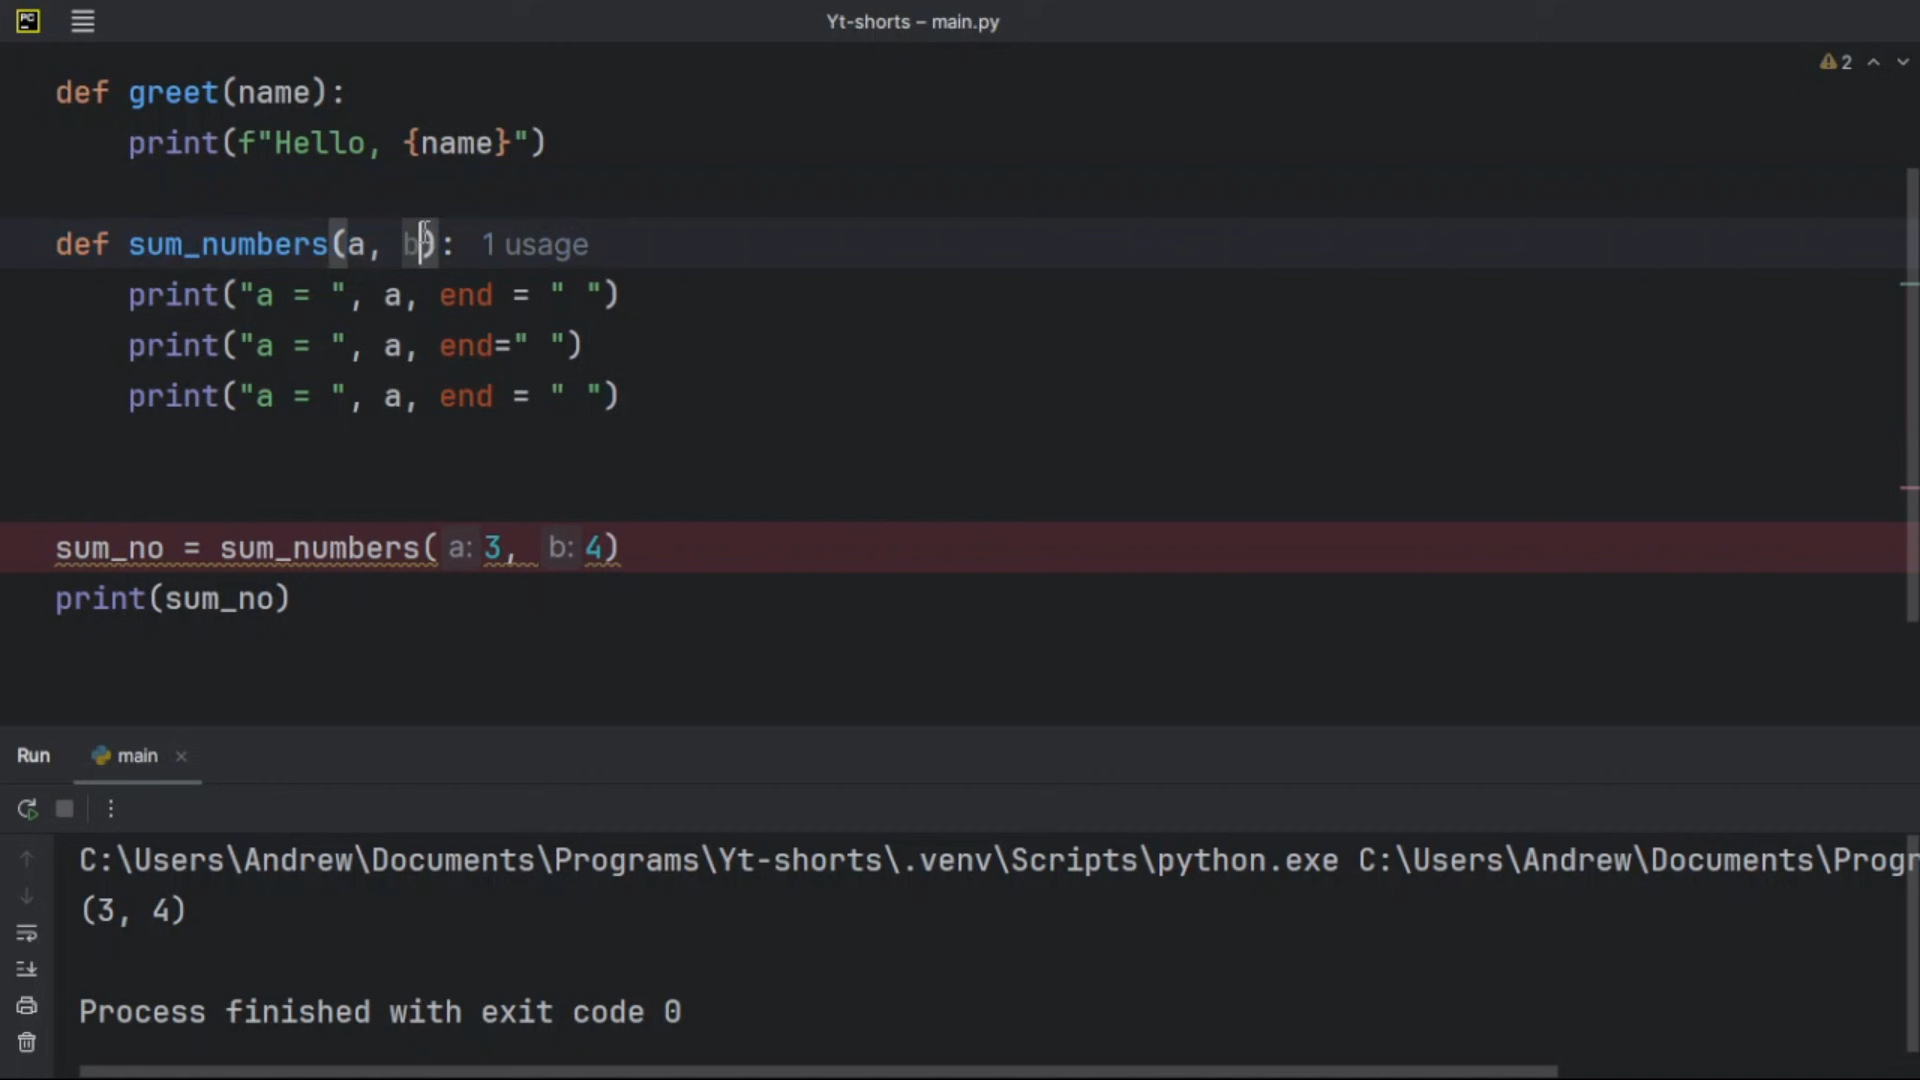 PC
Yt-shorts – main.py
2
def greet(name):
print(f"Hello, {name}")
def sum_numbers(a, b): 1 usage
print("a = ", a, end = " ")
print("a = ", a, end=" ")
print("a = ", a, end = " ")
sum_no = sum_numbers( a: 3, b: 4)
print(sum_no)
Run main
C:\Users\Andrew\Documents\Programs\Yt-shorts\.venv\Scripts\python.exe C:\Users\Andrew\Documents\Progr
(3, 4)
Process finished with exit code 0